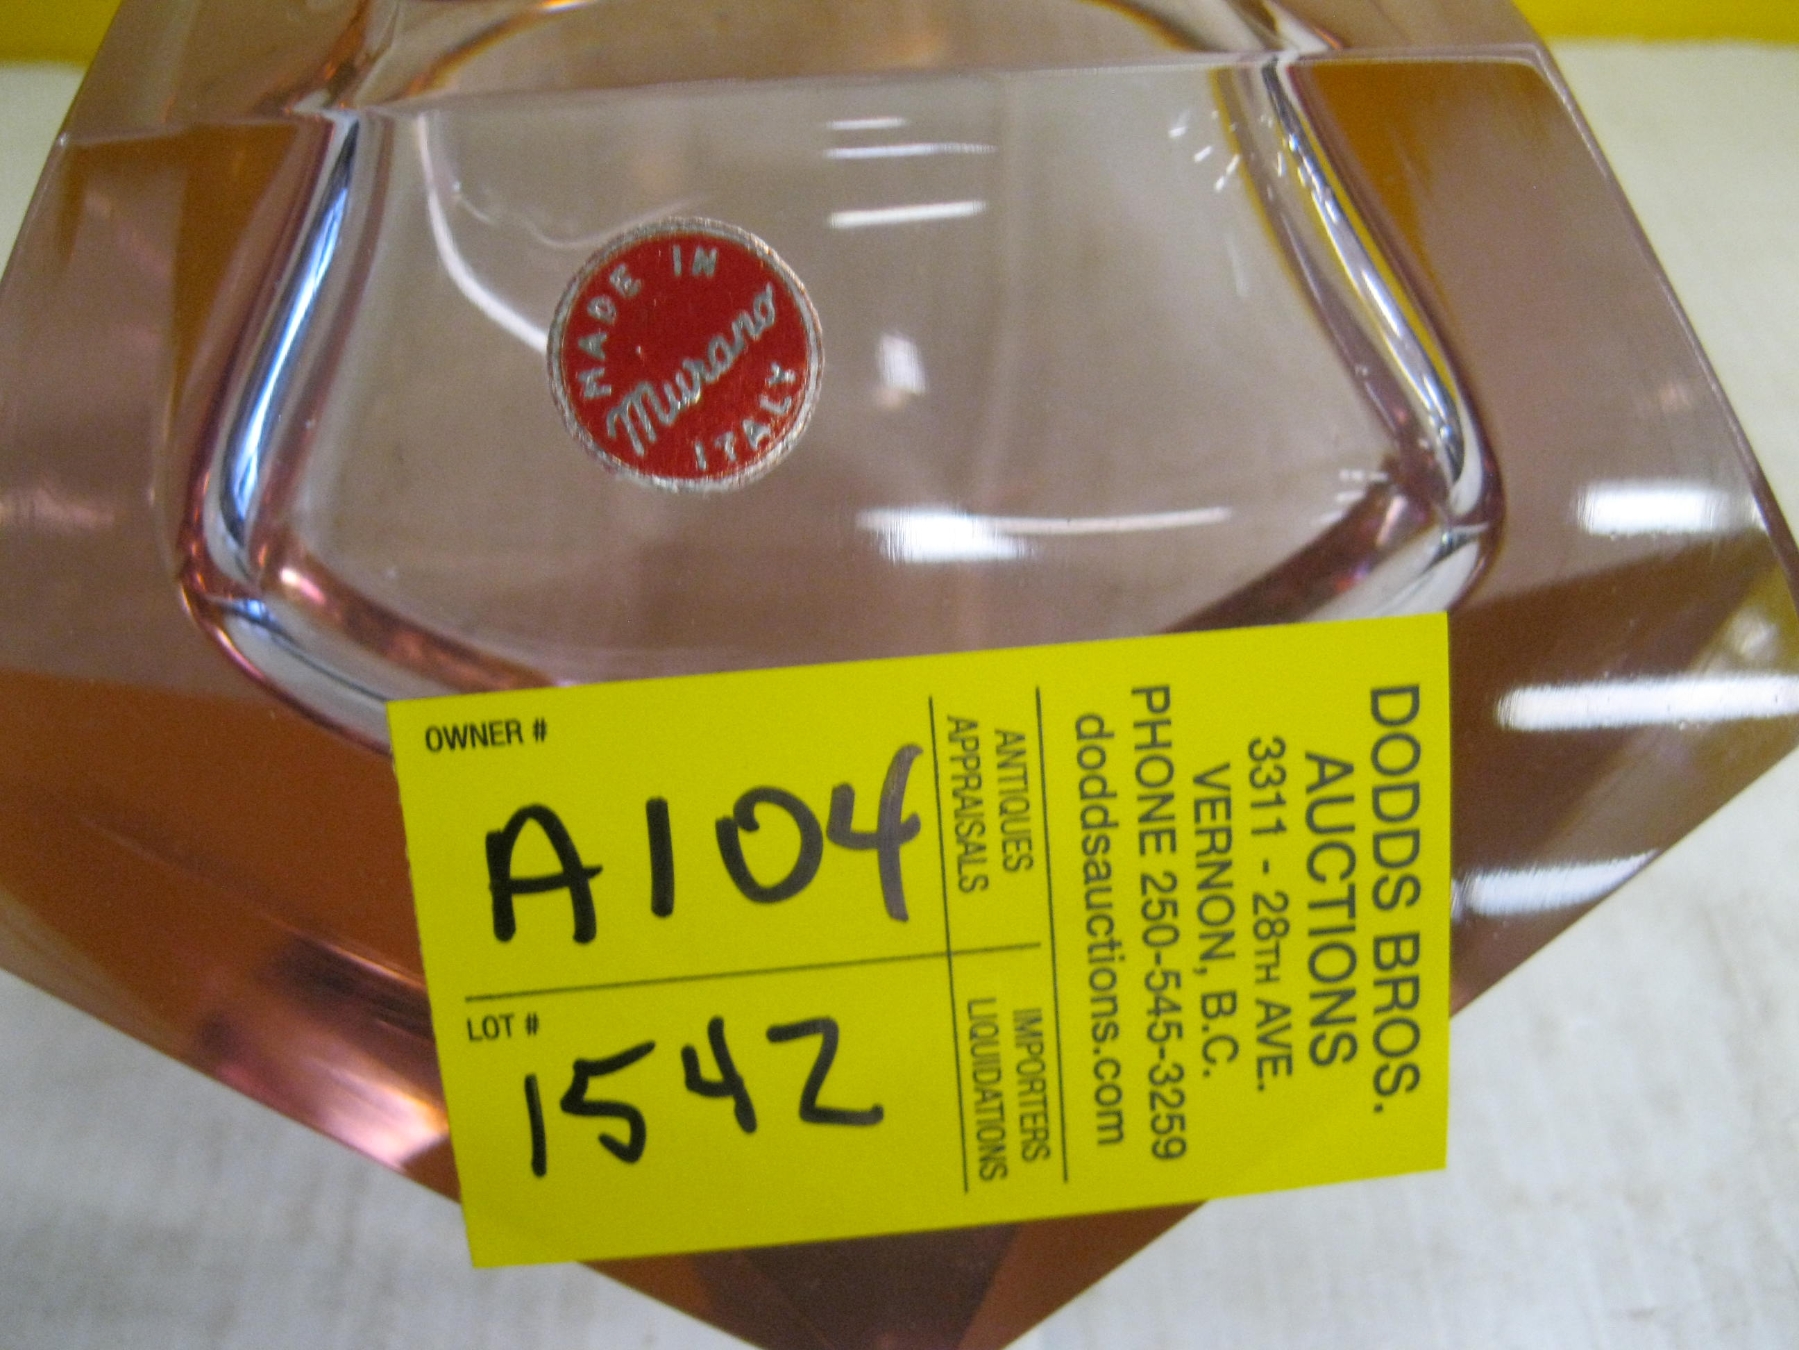 MADE IN
Murano
ITALY
OWNER #
A104
LOT #
1542
ANTIQUES
APPRAISALS
IMPORTERS
LIQUIDATIONS
DODDS BROS.
AUCTIONS
3311 - 28TH AVE.
VERNON, B.C.
PHONE 250-545-3259
doddsauctions.com